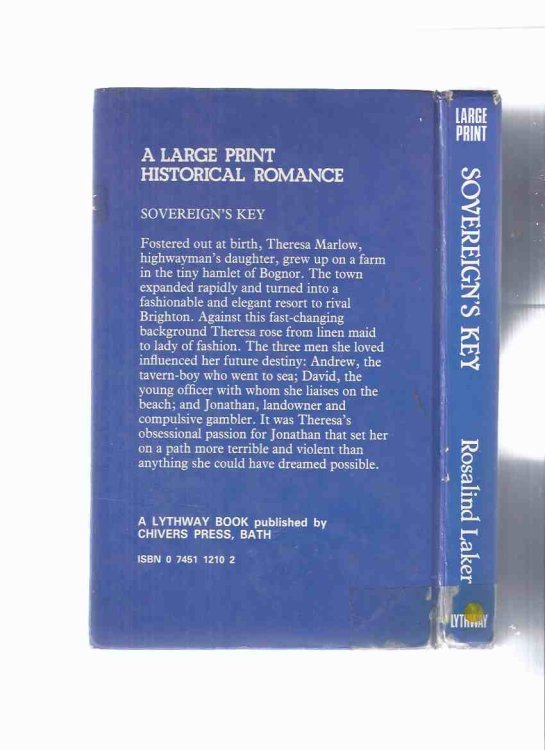 A LARGE PRINT
HISTORICAL ROMANCE
SOVEREIGN'S KEY
Fostered out at birth, Theresa Marlow,
highwayman's daughter, grew up on a farm
in the tiny hamlet of Bognor. The town
expanded rapidly and turned into a
fashionable and elegant resort to rival
Brighton. Against this fast-changing
background Theresa rose from linen maid
to lady of fashion. The three men she loved
influenced her future destiny: Andrew, the
tavern-boy who went to sea; David, the
young officer with whom she liaises on the
beach; and Jonathan, landowner and
compulsive gambler. It was Theresa's
obsessional passion for Jonathan that set her
on a path more terrible and violent than
anything she could have dreamed possible.
A LYTHWAY BOOK published by
CHIVERS PRESS, BATH
ISBN 0 7451 1210 2
LARGE
PRINT
SOVEREIGN'S KEY
Rosalind Laker
LYTHWAY